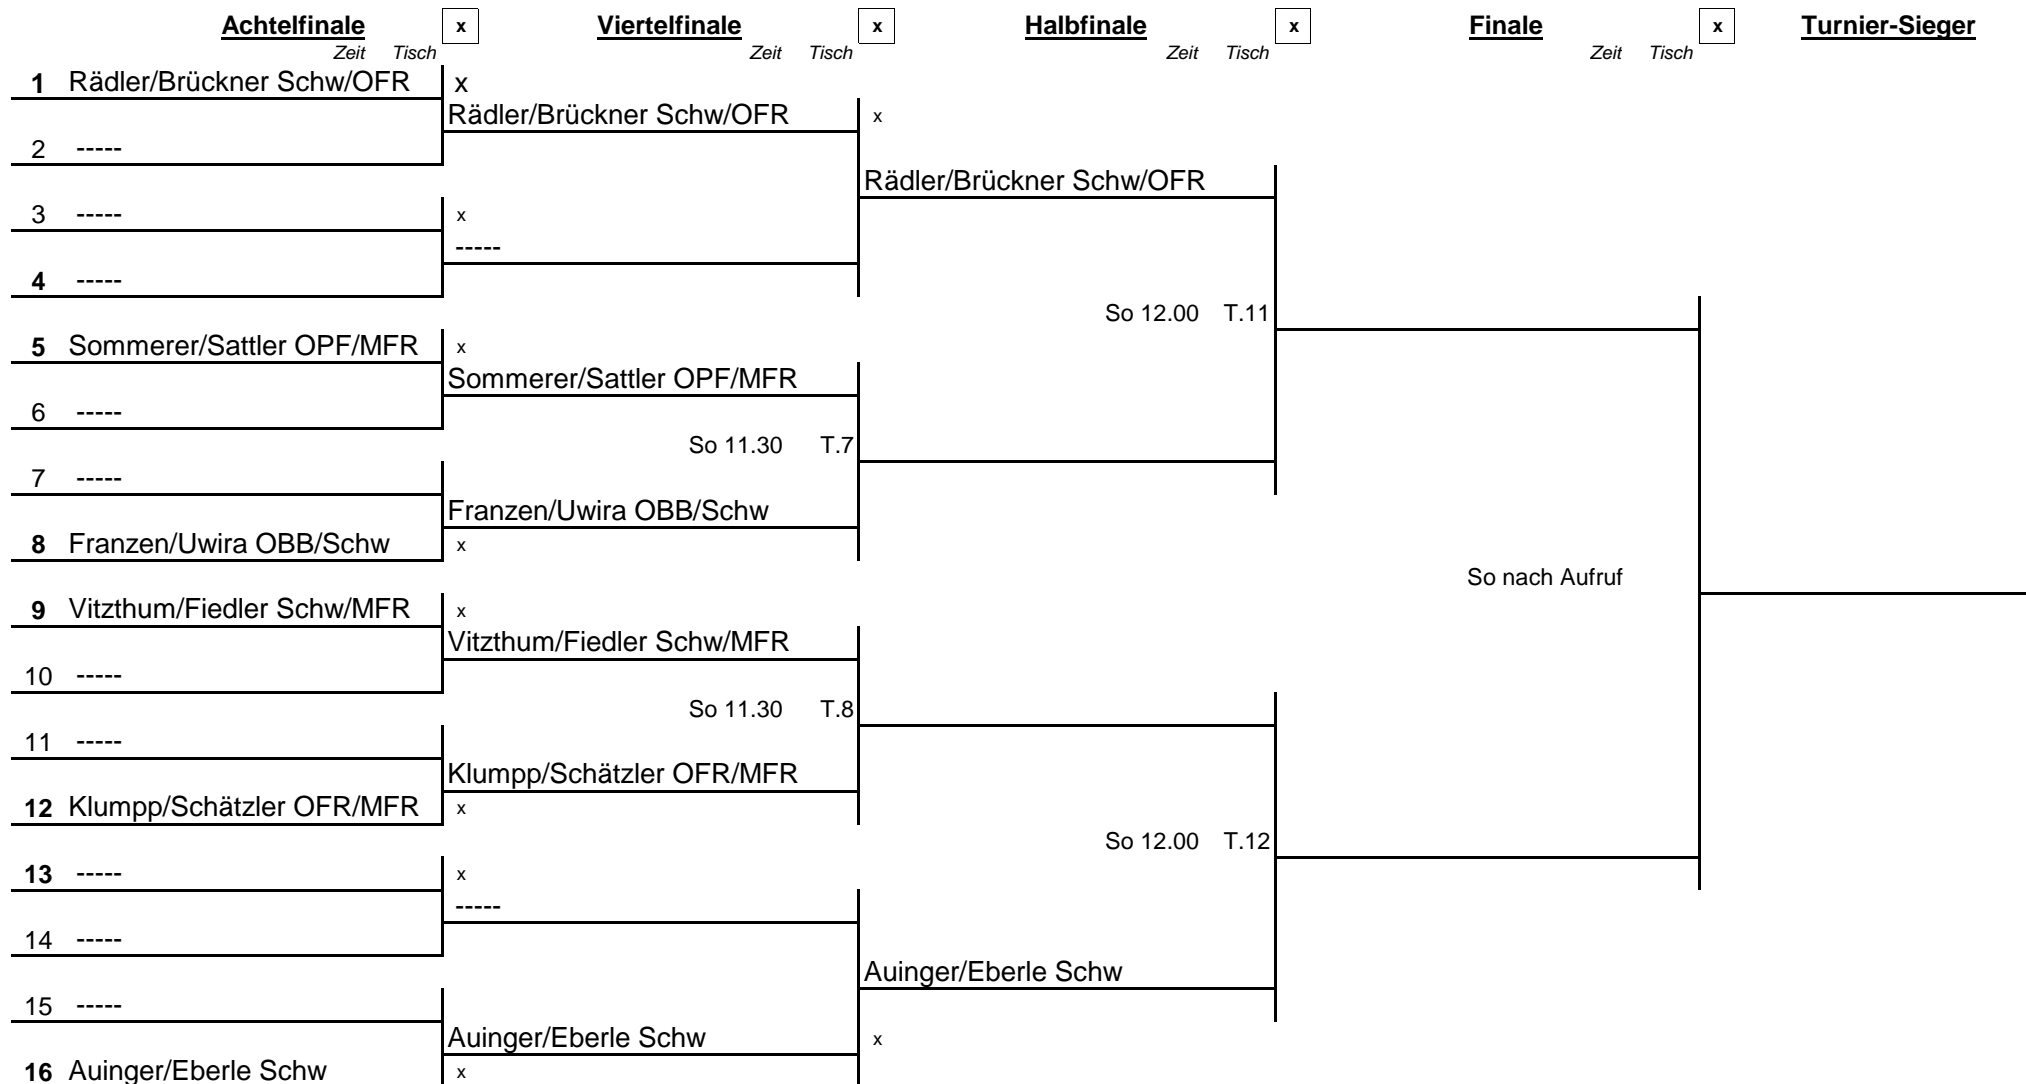 Achtelfinale x Viertelfinale x Halbfinale x Finale x Turnier-Sieger
Zeit Tisch Zeit Tisch Zeit Tisch Zeit Tisch
1 Rädler/Brückner Schw/OFR x
Rädler/Brückner Schw/OFR x
2 -----
Rädler/Brückner Schw/OFR
3 ----- x
-----
4 -----
So 12.00 T.11
5 Sommerer/Sattler OPF/MFR x
Sommerer/Sattler OPF/MFR
6 -----
So 11.30 T.7
7 -----
Franzen/Uwira OBB/Schw
8 Franzen/Uwira OBB/Schw x
So nach Aufruf
9 Vitzthum/Fiedler Schw/MFR x
Vitzthum/Fiedler Schw/MFR
10 -----
So 11.30 T.8
11 -----
Klumpp/Schätzler OFR/MFR
12 Klumpp/Schätzler OFR/MFR x
So 12.00 T.12
13 ----- x
-----
14 -----
Auinger/Eberle Schw
15 -----
Auinger/Eberle Schw x
16 Auinger/Eberle Schw x